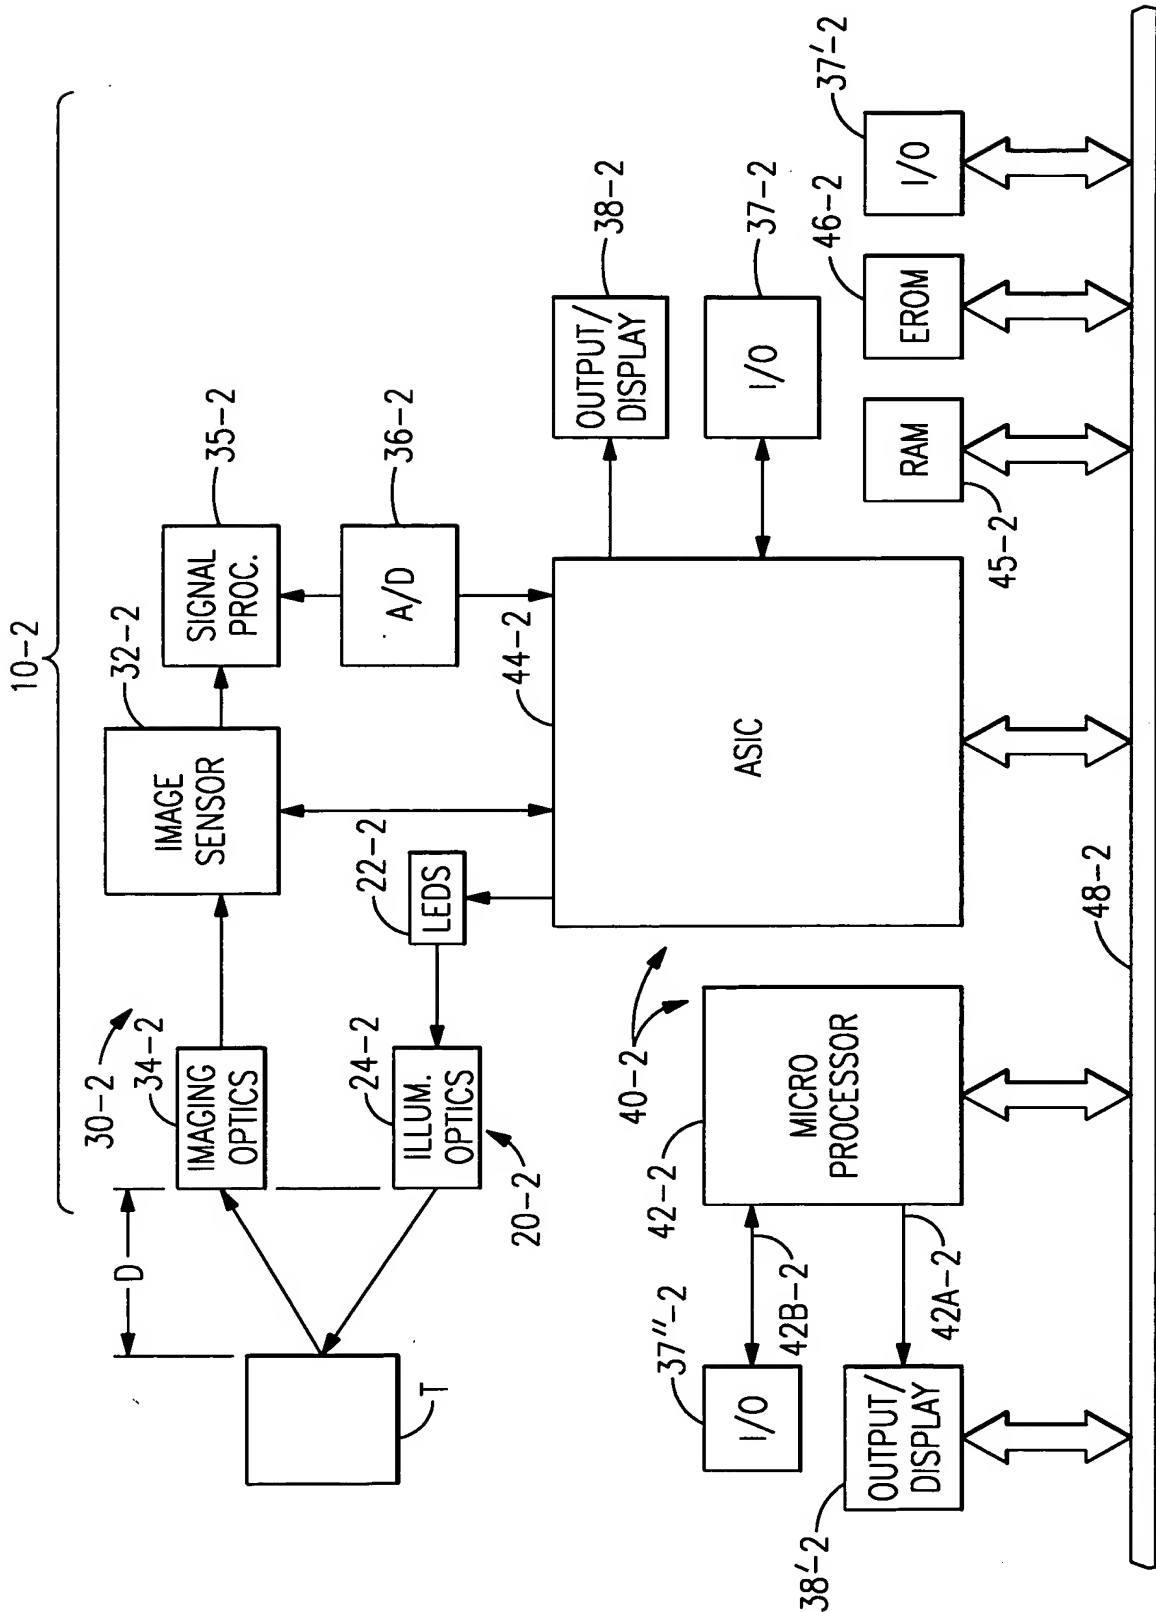 10-2
30-2
34-2
IMAGING
OPTICS
32-2
IMAGE
SENSOR
35-2
SIGNAL
PROC.
D
T
24-2
ILLUM.
OPTICS
20-2
22-2
LEDS
36-2
A/D
44-2
ASIC
38-2
OUTPUT/
DISPLAY
37-2
I/O
40-2
42-2
MICRO
PROCESSOR
37''-2
I/O
42B-2
42A-2
38'-2
OUTPUT/
DISPLAY
45-2
RAM
46-2
EROM
37'-2
I/O
48-2